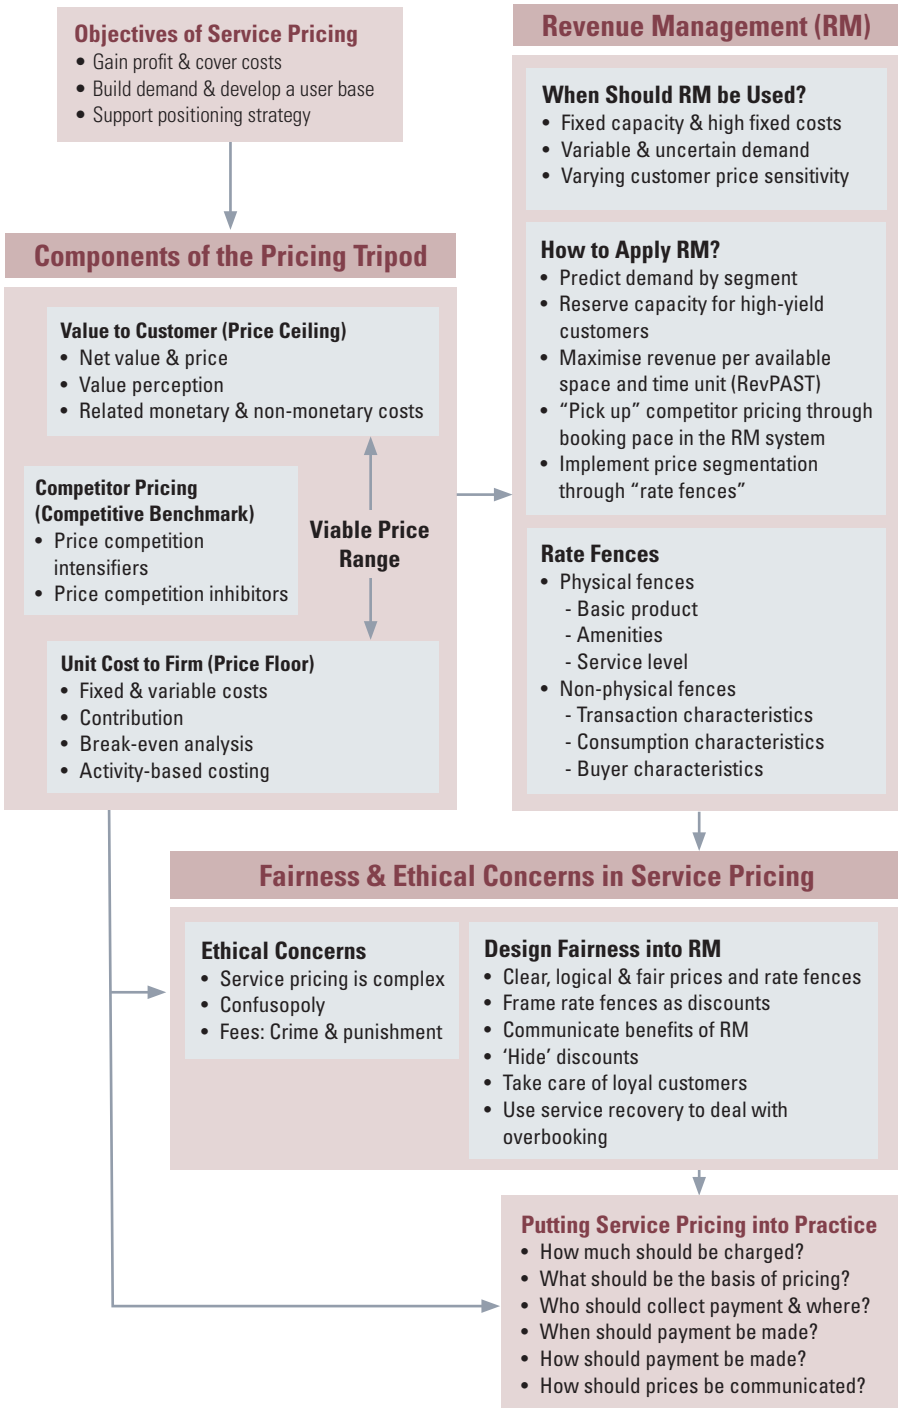 Objectives of Service Pricing
• Gain profit & cover costs
• Build demand & develop a user base
• Support positioning strategy
Components of the Pricing Tripod
Value to Customer (Price Ceiling)
• Net value & price
• Value perception
• Related monetary & non-monetary costs
Competitor Pricing
(Competitive Benchmark)
• Price competition
intensifiers
• Price competition inhibitors
Viable Price
Range
Unit Cost to Firm (Price Floor)
• Fixed & variable costs
• Contribution
• Break-even analysis
• Activity-based costing
Revenue Management (RM)
When Should RM be Used?
• Fixed capacity & high fixed costs
• Variable & uncertain demand
• Varying customer price sensitivity
How to Apply RM?
• Predict demand by segment
• Reserve capacity for high-yield
customers
• Maximise revenue per available
space and time unit (RevPAST)
• “Pick up” competitor pricing through
booking pace in the RM system
• Implement price segmentation
through “rate fences”
Rate Fences
• Physical fences
- Basic product
- Amenities
- Service level
• Non-physical fences
- Transaction characteristics
- Consumption characteristics
- Buyer characteristics
Fairness & Ethical Concerns in Service Pricing
Ethical Concerns
• Service pricing is complex
• Confusopoly
• Fees: Crime & punishment
Design Fairness into RM
• Clear, logical & fair prices and rate fences
• Frame rate fences as discounts
• Communicate benefits of RM
• ‘Hide’ discounts
• Take care of loyal customers
• Use service recovery to deal with
overbooking
Putting Service Pricing into Practice
• How much should be charged?
• What should be the basis of pricing?
• Who should collect payment & where?
• When should payment be made?
• How should payment be made?
• How should prices be communicated?